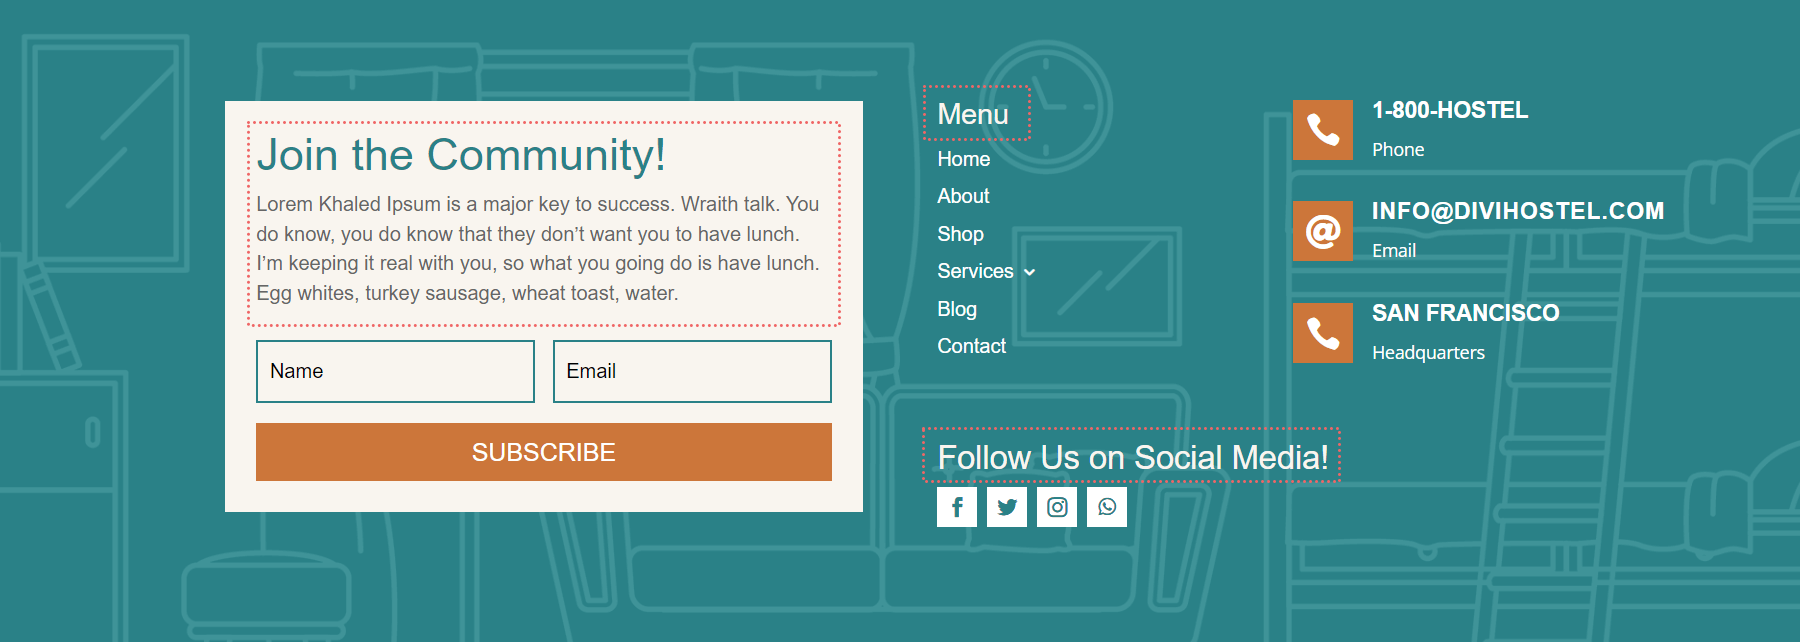 Join the Community!
Lorem Khaled Ipsum is a major key to success. Wraith talk. You
do know, you do know that they don’t want you to have lunch.
I’m keeping it real with you, so what you going do is have lunch.
Egg whites, turkey sausage, wheat toast, water.
Name
Email
SUBSCRIBE
Menu
Home
About
Shop
Services
Blog
Contact
Follow Us on Social Media!
1-800-HOSTEL
Phone
INFO@DIVIHOSTEL.COM
Email
SAN FRANCISCO
Headquarters